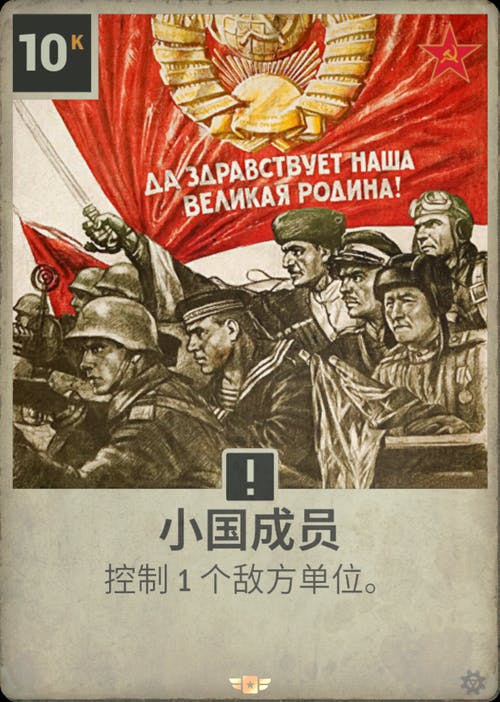 10K
ДА ЗДРАВСТВУЕТ НАША
ВЕЛИКАЯ РОДИНА!
!
小国成员
控制 1 个敌方单位。